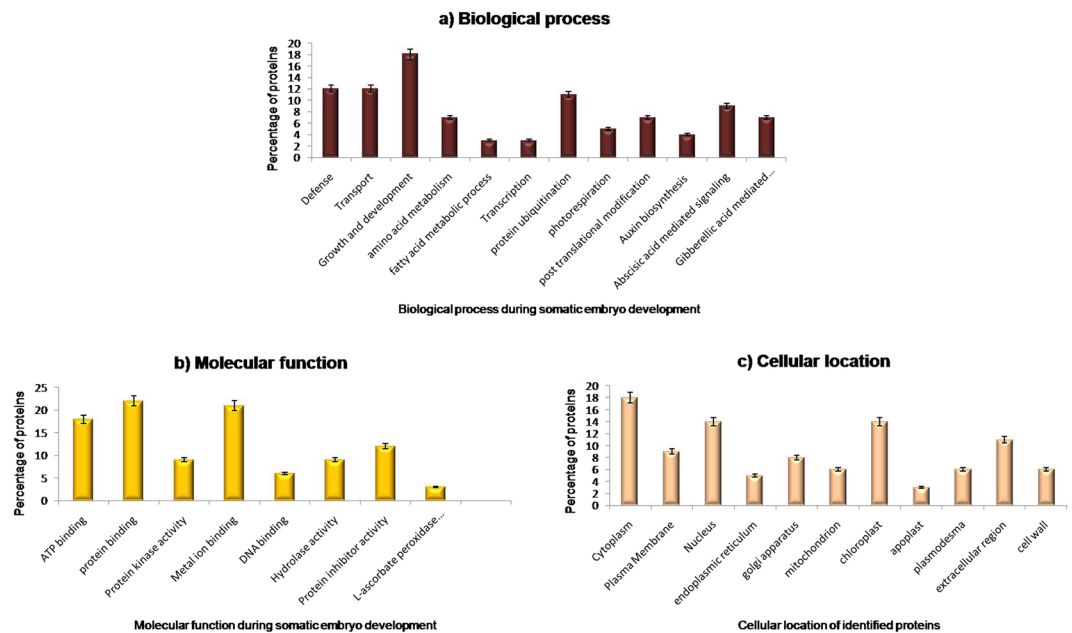 a) Biological process
Percentage of proteins
20
18
16
14
12
10
8
6
4
2
0
Defense
Transport
Growth and development
amino acid metabolism
fatty acid metabolic process
Transcription
protein ubiquitination
photorespiration
post translational modification
Auxin biosynthesis
Abscisic acid mediated signaling
Gibberellic acid mediated...
Biological process during somatic embryo development
b) Molecular function
Percentage of proteins
25
20
15
10
5
0
ATP binding
protein binding
Protein kinase activity
Metal ion binding
DNA binding
Hydrolase activity
Protein inhibitor activity
L-ascorbate peroxidase...
Molecular function during somatic embryo development
c) Cellular location
Percentage of proteins
20
18
16
14
12
10
8
6
4
2
0
Cytoplasm
Plasma Membrane
Nucleus
endoplasmic reticulum
golgi apparatus
mitochondrion
chloroplast
apoplast
plasmodesma
extracellular region
cell wall
Cellular location of identified proteins